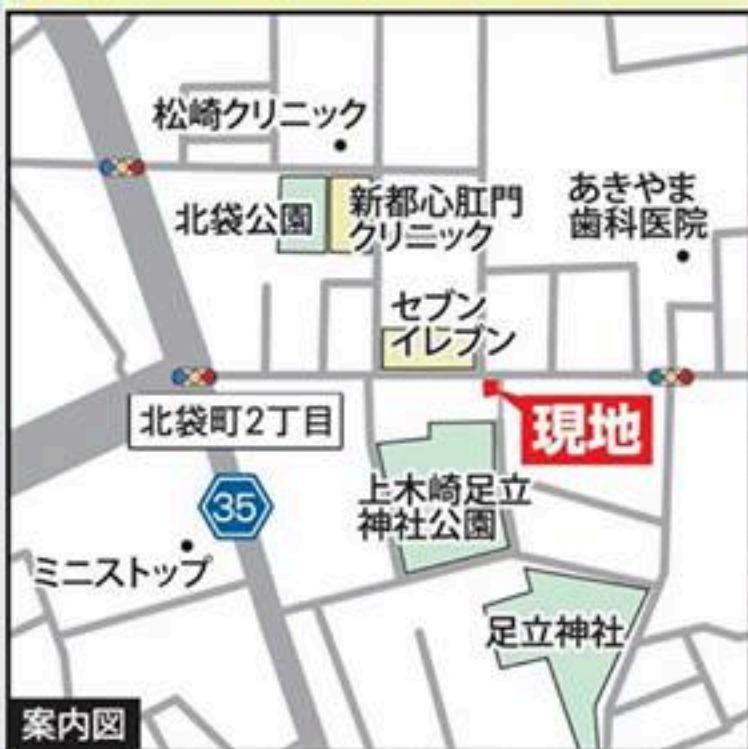 松崎クリニック
北袋公園
新都心肛門
クリニック
あきやま
歯科医院
セブン
イレブン
北袋町2丁目
現地
35
上木崎足立
神社公園
ミニストップ
足立神社
案内図